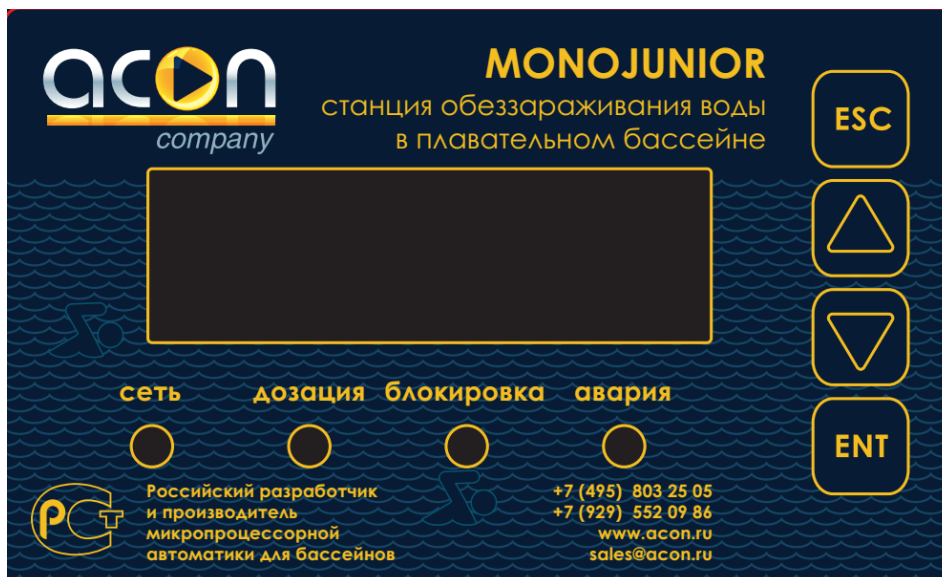 acon
company
MONOJUNIOR
станция обеззараживания воды
в плавательном бассейне
ESC
сеть
дозация
блокировка
авария
ENT
РСт
Российский разработчик
и производитель
микропроцессорной
автоматики для бассейнов
+7 (495) 803 25 05
+7 (929) 552 09 86
www.acon.ru
sales@acon.ru